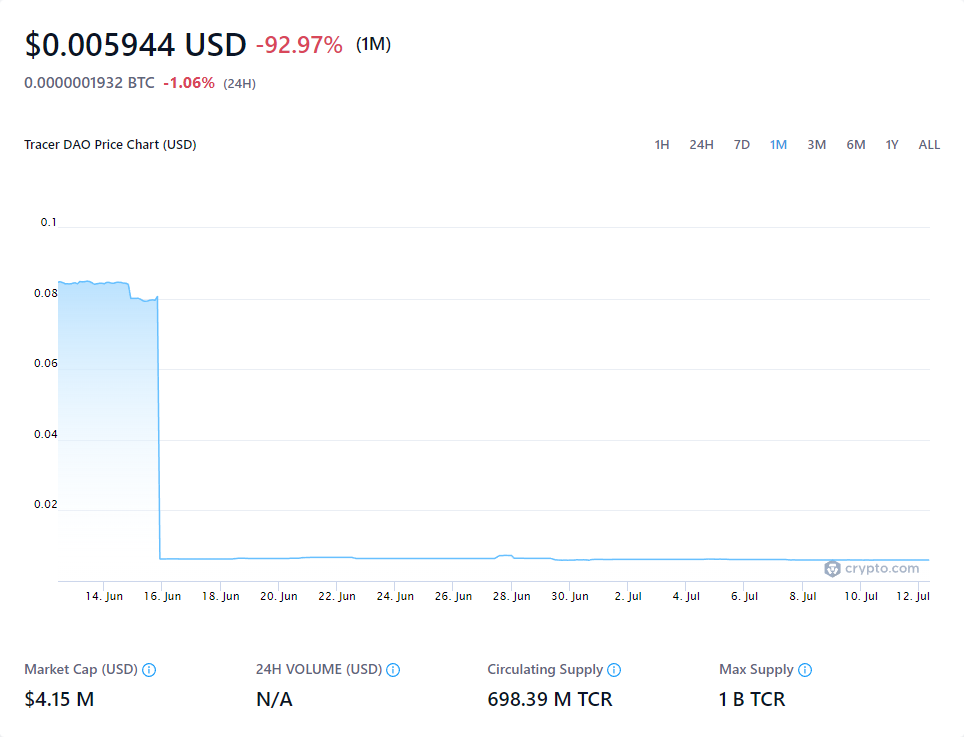 $0.005944 USD -92.97% (1M)
0.0000001932 BTC -1.06% (24H)
Tracer DAO Price Chart (USD)
1H 24H 7D 1M 3M 6M 1Y ALL
0.1
0.08
0.06
0.04
0.02
crypto.com
14. Jun 16. Jun 18. Jun 20. Jun 22. Jun 24. Jun 26. Jun 28. Jun 30. Jun 2. Jul 4. Jul 6. Jul 8. Jul 10. Jul 12. Jul
Market Cap (USD) 24H VOLUME (USD) Circulating Supply Max Supply
$4.15 M N/A 698.39 M TCR 1 B TCR